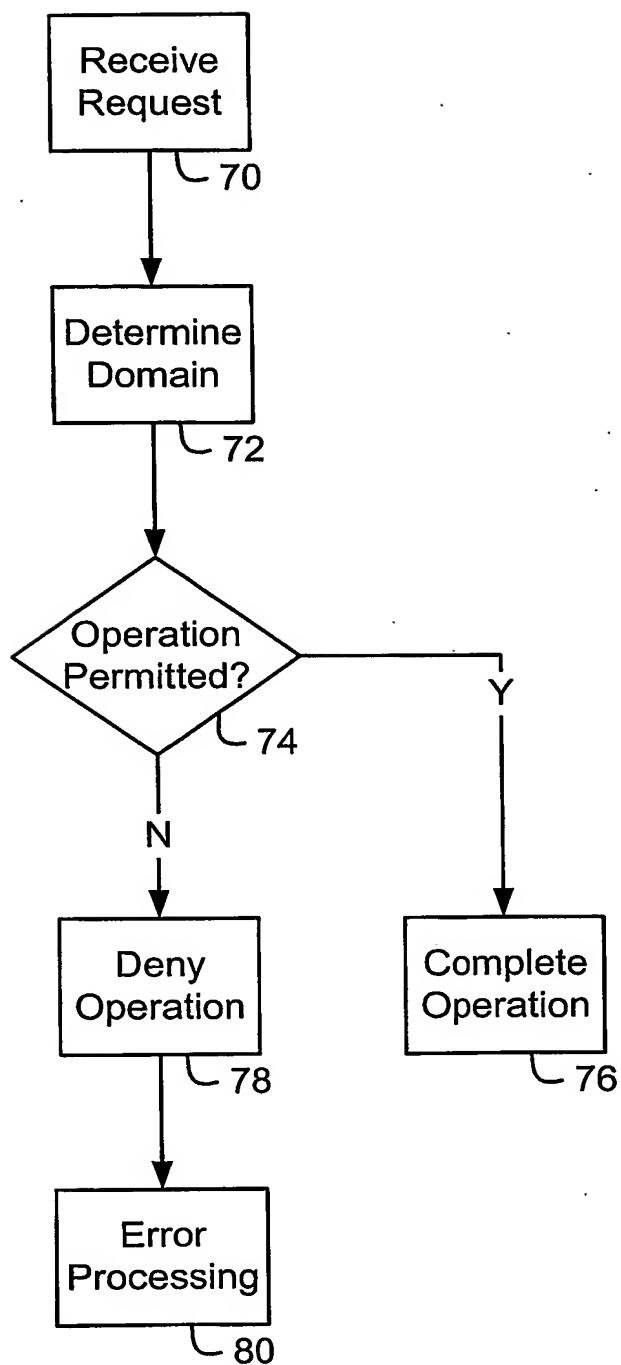 Receive
Request
70
Determine
Domain
72
Operation
Permitted?
74
Y
N
Deny
Operation
78
Complete
Operation
76
Error
Processing
80